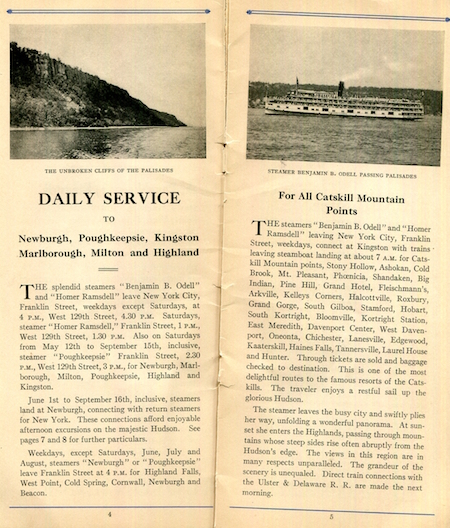 THE UNBROKEN CLIFFS OF THE PALISADES
DAILY SERVICE
TO
Newburgh, Poughkeepsie, Kingston
Marlborough, Milton and Highland
THE splendid steamers "Benjamin B. Odell"
and "Homer Ramsdell" leave New York City,
Franklin Street, weekdays except Saturdays, at
4 P.M., West 129th Street, 4.30 P.M. Saturdays,
steamer "Homer Ramsdell," Franklin Street, 1 P.M.,
West 129th Street, 1.30 P.M. Also on Saturdays
from May 12th to September 15th, inclusive,
steamer "Poughkeepsie" Franklin Street, 2.30
P.M., West 129th Street, 3 P.M., for Newburgh, Marl-
borough, Milton, Poughkeepsie, Highland and
Kingston.
June 1st to September 16th, inclusive, steamers
land at Newburgh, connecting with return steamers
for New York. These connections afford enjoyable
afternoon excursions on the majestic Hudson. See
pages 7 and 8 for further particulars.
Weekdays, except Saturdays, June, July and
August, steamers "Newburgh" or "Poughkeepsie"
leave Franklin Street at 4 P.M. for Highland Falls,
West Point, Cold Spring, Cornwall, Newburgh and
Beacon.
4
STEAMER BENJAMIN B. ODELL PASSING PALISADES
For All Catskill Mountain
Points
THE steamers "Benjamin B. Odell" and "Homer
Ramsdell" leaving New York City, Franklin
Street, weekdays, connect at Kingston with trains
leaving steamboat landing at about 7 A.M. for Cats-
kill Mountain points, Stony Hollow, Ashokan, Cold
Brook, Mt. Pleasant, Phœnicia, Shandaken, Big
Indian, Pine Hill, Grand Hotel, Fleischmann's,
Arkville, Kelleys Corners, Halcottville, Roxbury,
Grand Gorge, South Gilboa, Stamford, Hobart,
South Kortright, Bloomville, Kortright Station,
East Meredith, Davenport Center, West Daven-
port, Oneonta, Chichester, Lanesville, Edgewood,
Kaaterskill, Haines Falls, Tannersville, Laurel House
and Hunter. Through tickets are sold and baggage
checked to destination. This is one of the most
delightful routes to the famous resorts of the Cats-
kills. The traveler enjoys a restful sail up the
glorious Hudson.
The steamer leaves the busy city and swiftly plies
her way, unfolding a wonderful panorama. At sun-
set she enters the Highlands, passing through moun-
tains whose steep sides rise often abruptly from the
Hudson's edge. The views in this region are in
many respects unparalleled. The grandeur of the
scenery is unequaled. Direct train connections with
the Ulster & Delaware R. R. are made the next
morning.
5